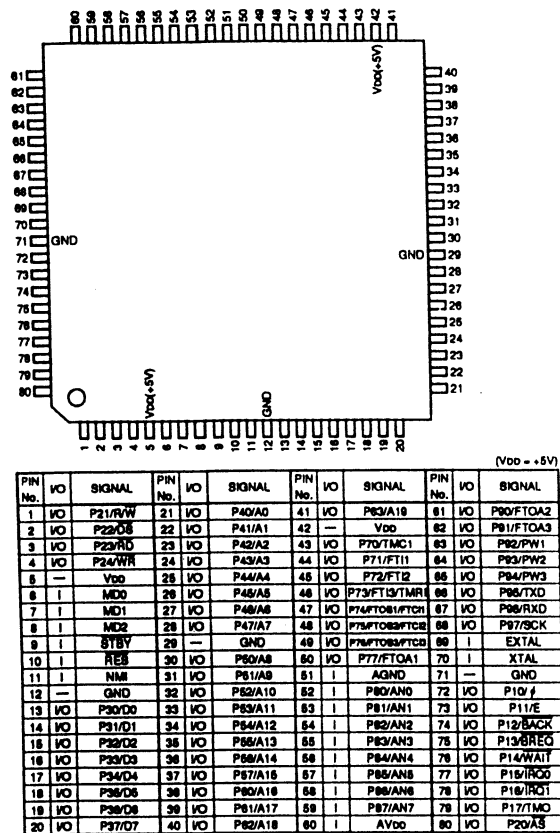 60 59 58 57 56 55 54 53 52 51 50 49 48 47 46 45 44 43 42 41
VDD(+5V)
61 40
62 39
63 38
64 37
65 36
66 35
67 34
68 33
69 32
70 31
71 GND 30
72 GND 29
73 28
74 27
75 26
76 25
77 24
78 23
79 22
80 21
VDD(+5V) GND
1 2 3 4 5 6 7 8 9 10 11 12 13 14 15 16 17 18 19 20
(VDD = +5V)
PIN No. I/O SIGNAL PIN No. I/O SIGNAL PIN No. I/O SIGNAL PIN No. I/O SIGNAL
1 I/O P21/R/W 21 I/O P40/A0 41 I/O P63/A19 61 I/O P90/FTOA2
2 I/O P22/DS 22 I/O P41/A1 42 — VDD 62 I/O P91/FTOA3
3 I/O P23/RD 23 I/O P42/A2 43 I/O P70/TMC1 63 I/O P92/PW1
4 I/O P24/WR 24 I/O P43/A3 44 I/O P71/FTI1 64 I/O P93/PW2
5 — VDD 25 I/O P44/A4 45 I/O P72/FTI2 65 I/O P94/PW3
6 I MD0 26 I/O P45/A5 46 I/O P73/FTI3/TMRI 66 I/O P95/TXD
7 I MD1 27 I/O P46/A6 47 I/O P74/FTOB1/FTCI1 67 I/O P96/RXD
8 I MD2 28 I/O P47/A7 48 I/O P75/FTOB2/FTCI2 68 I/O P97/SCK
9 I STBY 29 — GND 49 I/O P76/FTOB3/FTCI3 69 I EXTAL
10 I RES 30 I/O P50/A8 50 I/O P77/FTOA1 70 I XTAL
11 I NMI 31 I/O P51/A9 51 I AGND 71 — GND
12 — GND 32 I/O P52/A10 52 I P80/AN0 72 I/O P10/ϕ
13 I/O P30/D0 33 I/O P53/A11 53 I P81/AN1 73 I/O P11/E
14 I/O P31/D1 34 I/O P54/A12 54 I P82/AN2 74 I/O P12/BACK
15 I/O P32/D2 35 I/O P55/A13 55 I P83/AN3 75 I/O P13/BREQ
16 I/O P33/D3 36 I/O P56/A14 56 I P84/AN4 76 I/O P14/WAIT
17 I/O P34/D4 37 I/O P57/A15 57 I P85/AN5 77 I/O P15/IRQ0
18 I/O P35/D5 38 I/O P60/A16 58 I P86/AN6 78 I/O P16/IRQ1
19 I/O P36/D6 39 I/O P61/A17 59 I P87/AN7 79 I/O P17/TMO
20 I/O P37/D7 40 I/O P62/A18 60 I AVDD 80 I/O P20/AS